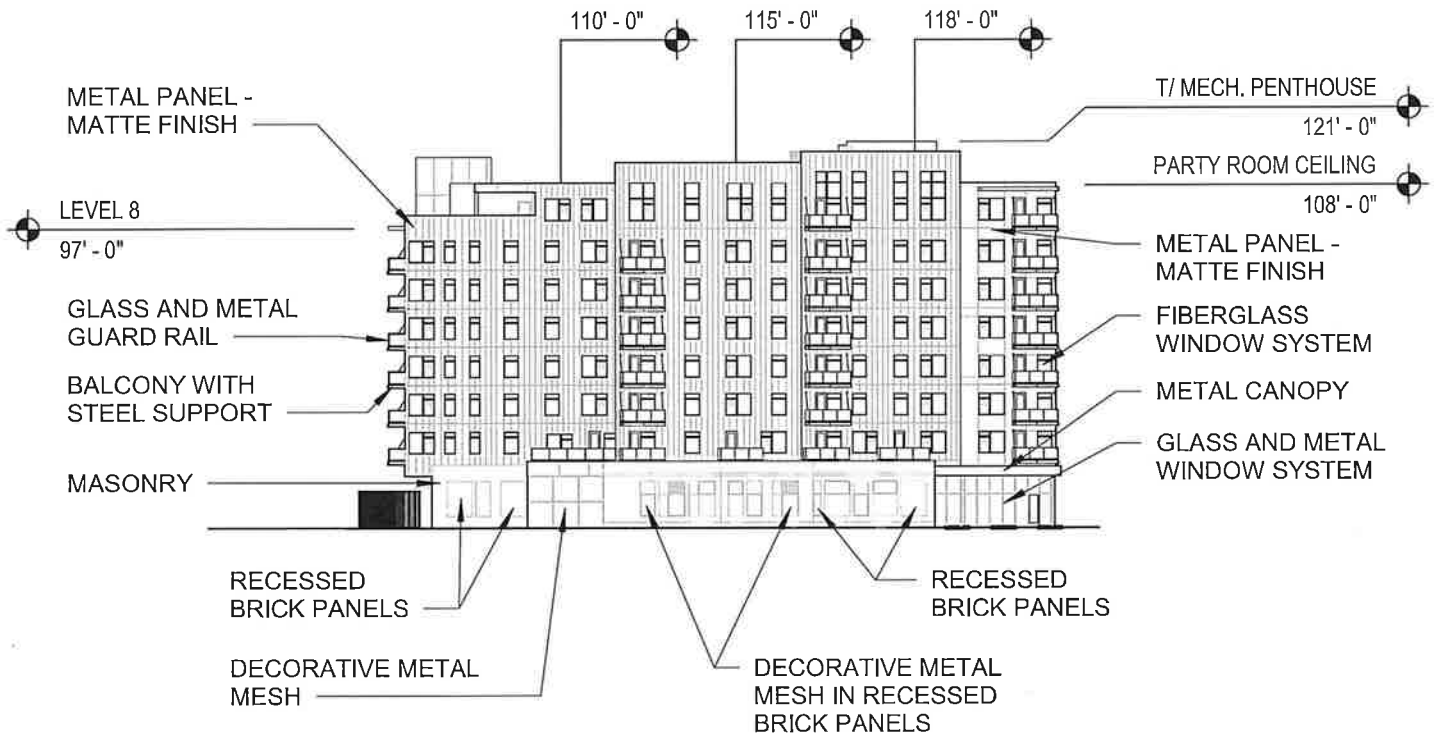 110' - 0"
115' - 0"
118' - 0"
METAL PANEL -
MATTE FINISH
T/ MECH. PENTHOUSE
121' - 0"
PARTY ROOM CEILING
108' - 0"
LEVEL 8
97' - 0"
METAL PANEL -
MATTE FINISH
GLASS AND METAL
GUARD RAIL
FIBERGLASS
WINDOW SYSTEM
BALCONY WITH
STEEL SUPPORT
METAL CANOPY
GLASS AND METAL
WINDOW SYSTEM
MASONRY
RECESSED
BRICK PANELS
RECESSED
BRICK PANELS
DECORATIVE METAL
MESH
DECORATIVE METAL
MESH IN RECESSED
BRICK PANELS